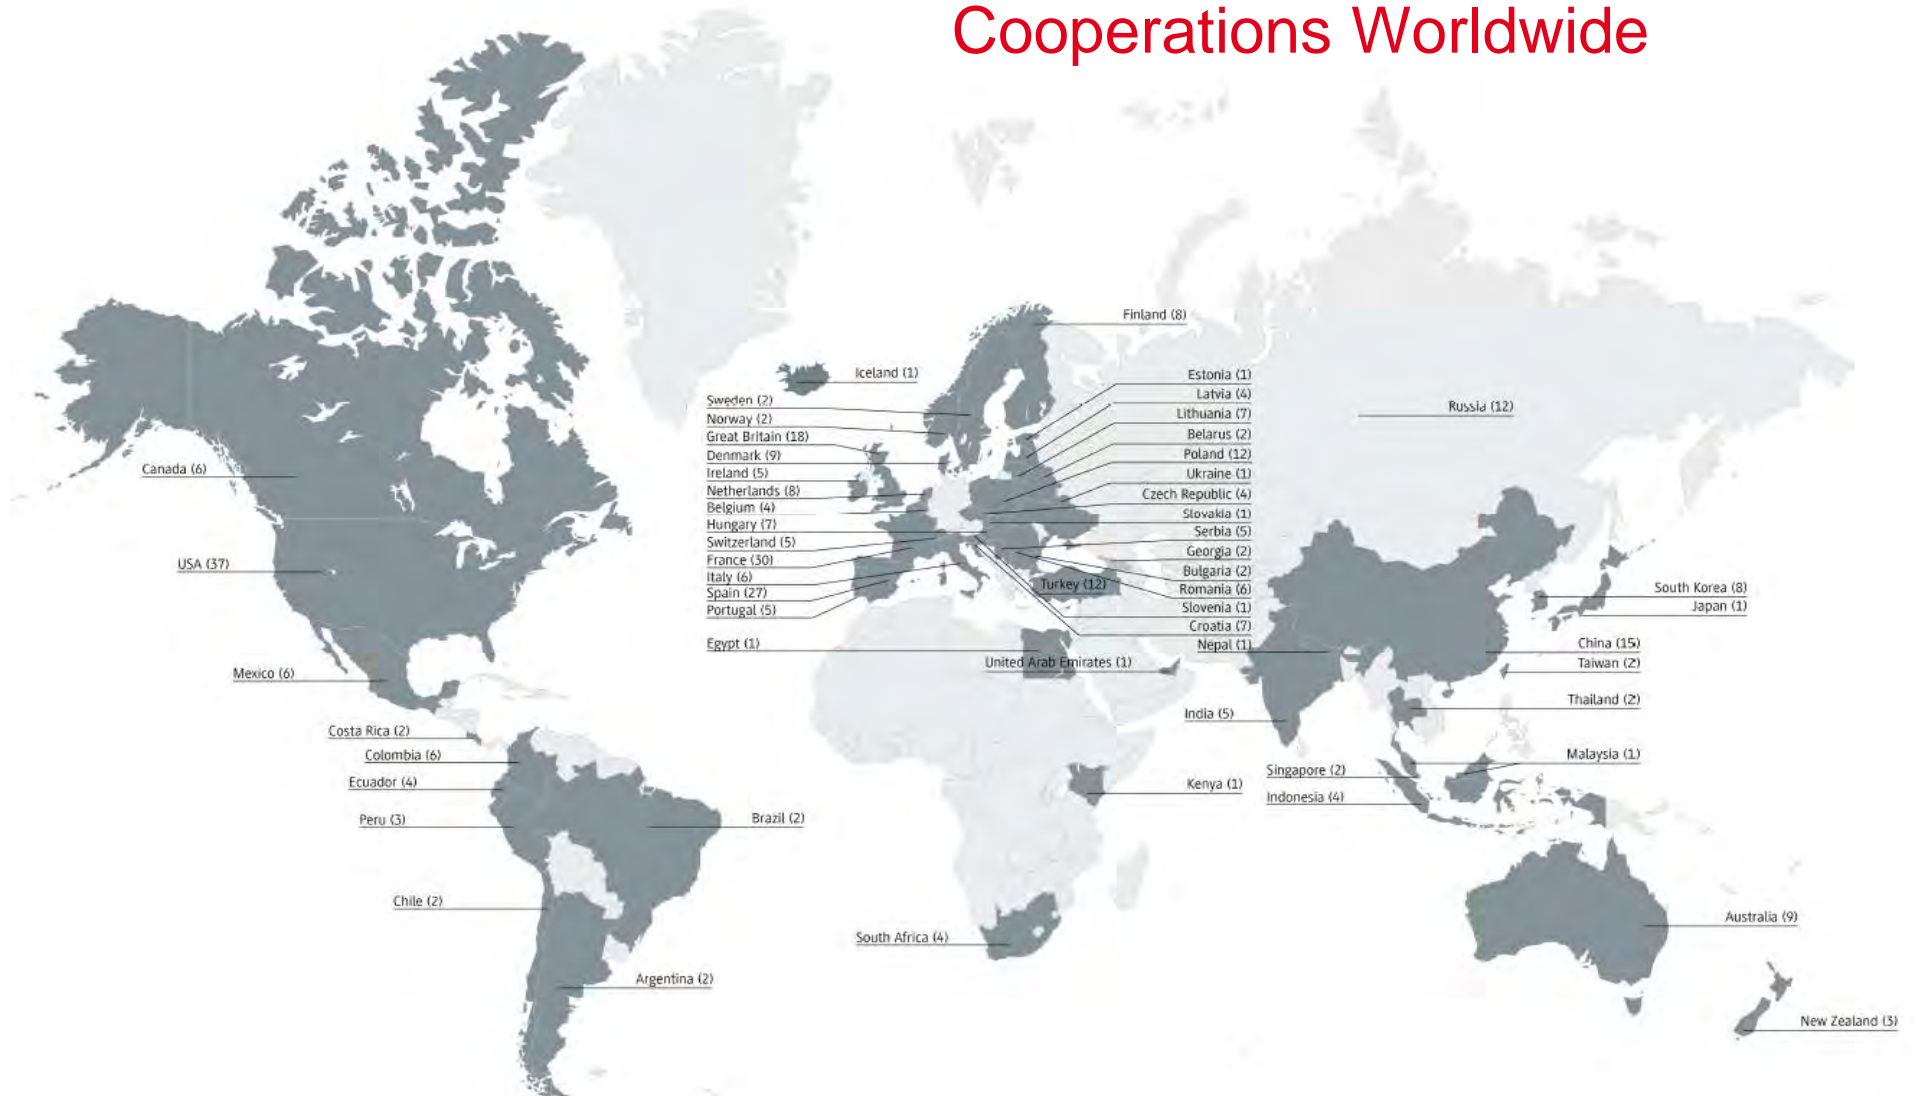 Cooperations Worldwide
Finland (8)
Iceland (1)
Estonia (1)
Latvia (4)
Lithuania (7)
Belarus (2)
Poland (12)
Ukraine (1)
Czech Republic (4)
Slovakia (1)
Serbia (5)
Georgia (2)
Bulgaria (2)
Romania (6)
Slovenia (1)
Croatia (7)
Nepal (1)
Sweden (2)
Norway (2)
Great Britain (18)
Denmark (9)
Ireland (5)
Netherlands (8)
Belgium (4)
Hungary (7)
Switzerland (5)
France (30)
Italy (6)
Spain (27)
Portugal (5)
Egypt (1)
Turkey (12)
United Arab Emirates (1)
Russia (12)
Canada (6)
USA (37)
Mexico (6)
Costa Rica (2)
Colombia (6)
Ecuador (4)
Peru (3)
Brazil (2)
Chile (2)
Argentina (2)
South Africa (4)
Kenya (1)
India (5)
South Korea (8)
Japan (1)
China (15)
Taiwan (2)
Thailand (2)
Malaysia (1)
Singapore (2)
Indonesia (4)
Australia (9)
New Zealand (3)